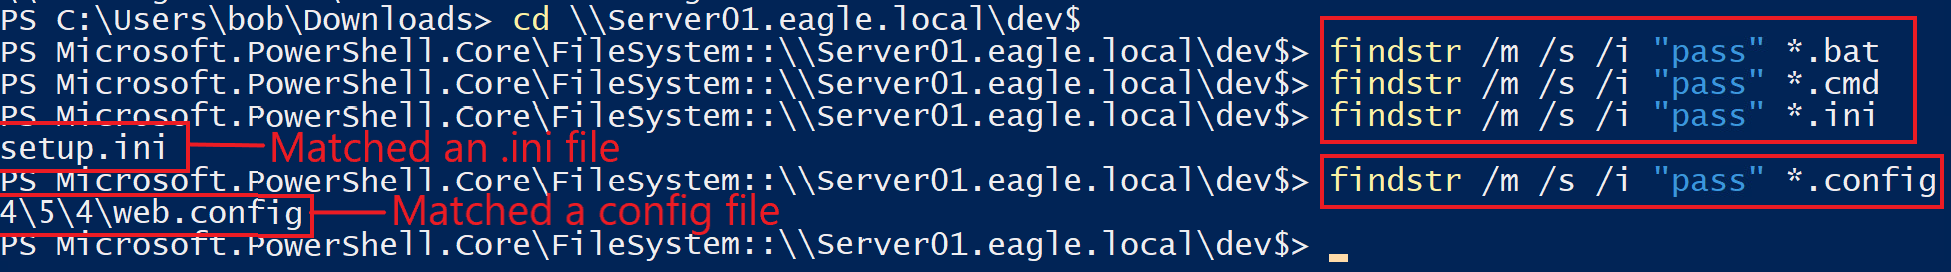 PS C:\Users\bob\Downloads> cd \\Server01.eagle.local\dev$
PS Microsoft.PowerShell.Core\FileSystem::\\Server01.eagle.local\dev$> findstr /m /s /i "pass" *.bat
PS Microsoft.PowerShell.Core\FileSystem::\\Server01.eagle.local\dev$> findstr /m /s /i "pass" *.cmd
PS Microsoft.PowerShell.Core\FileSystem::\\Server01.eagle.local\dev$> findstr /m /s /i "pass" *.ini
setup.ini Matched an .ini file
PS Microsoft.PowerShell.Core\FileSystem::\\Server01.eagle.local\dev$> findstr /m /s /i "pass" *.config
4\5\4\web.config Matched a config file
PS Microsoft.PowerShell.Core\FileSystem::\\Server01.eagle.local\dev$>